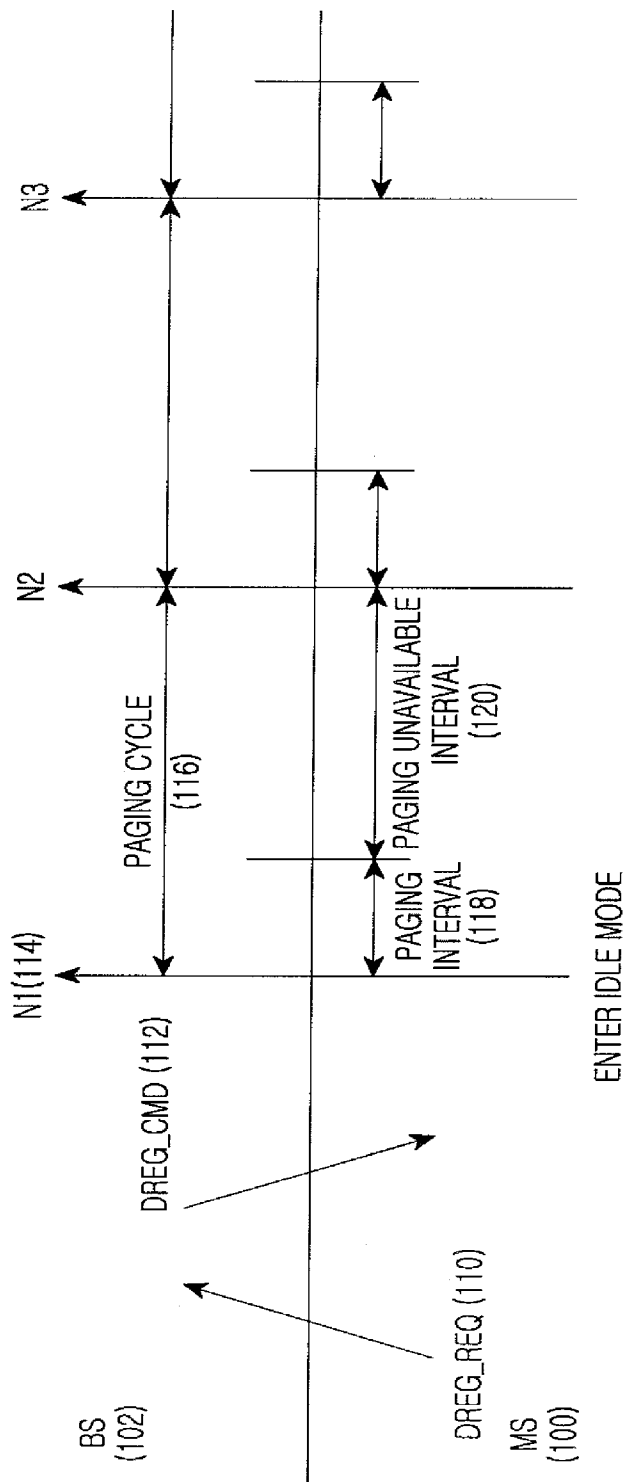 BS
(102)
DREG_CMD (112)
N1(114)
PAGING CYCLE
(116)
N2
N3
MS
(100)
DREG_REQ (110)
ENTER IDLE MODE
PAGING
INTERVAL
(118)
PAGING UNAVAILABLE
INTERVAL
(120)